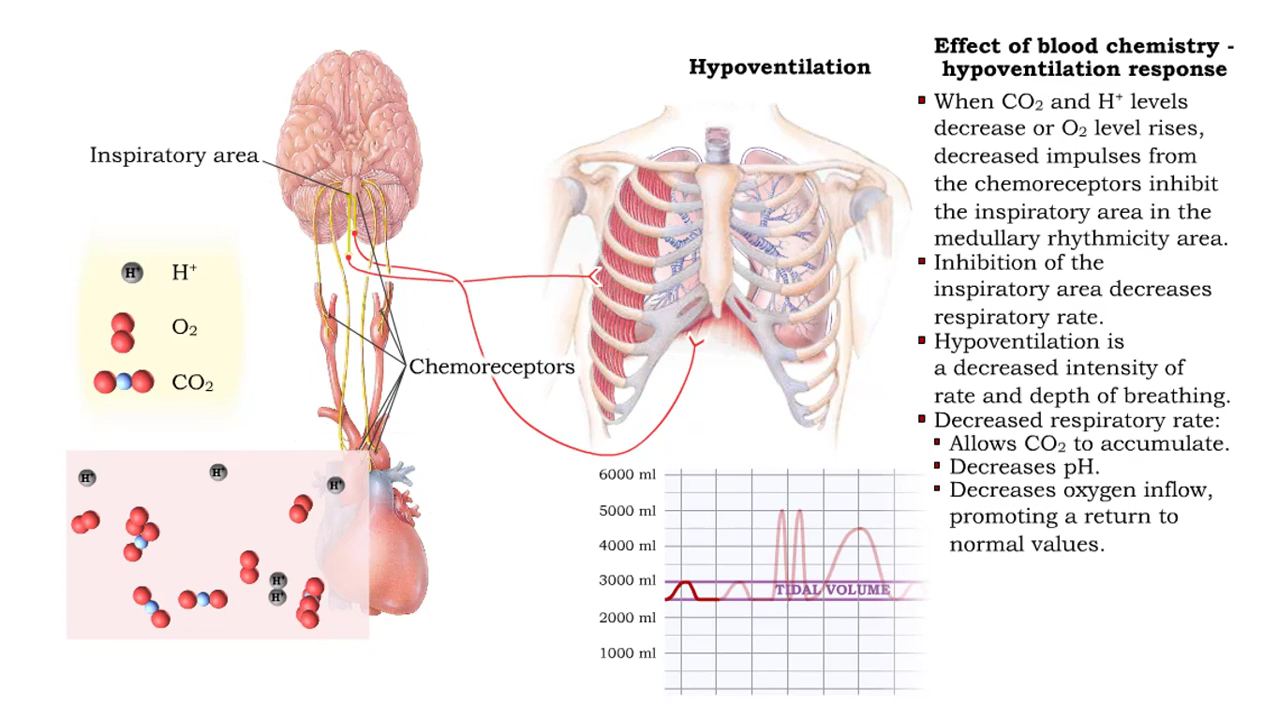 Effect of blood chemistry -
hypoventilation response
Hypoventilation
▪ When CO₂ and H⁺ levels
decrease or O₂ level rises,
decreased impulses from
the chemoreceptors inhibit
the inspiratory area in the
medullary rhythmicity area.
▪ Inhibition of the
inspiratory area decreases
respiratory rate.
▪ Hypoventilation is
a decreased intensity of
rate and depth of breathing.
▪ Decreased respiratory rate:
▪ Allows CO₂ to accumulate.
▪ Decreases pH.
▪ Decreases oxygen inflow,
promoting a return to
normal values.
Inspiratory area
H⁺ H⁺
O₂
CO₂
Chemoreceptors
H⁺
H⁺
H⁺
H⁺
H⁺
6000 ml
5000 ml
4000 ml
3000 ml
TIDAL VOLUME
2000 ml
1000 ml